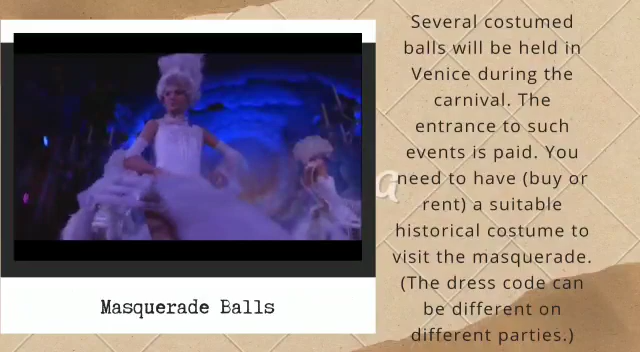 Several costumed
balls will be held in
Venice during the
carnival. The
entrance to such
events is paid. You
need to have (buy or
rent) a suitable
historical costume to
visit the masquerade.
(The dress code can
be different on
different parties.)
Masquerade Balls